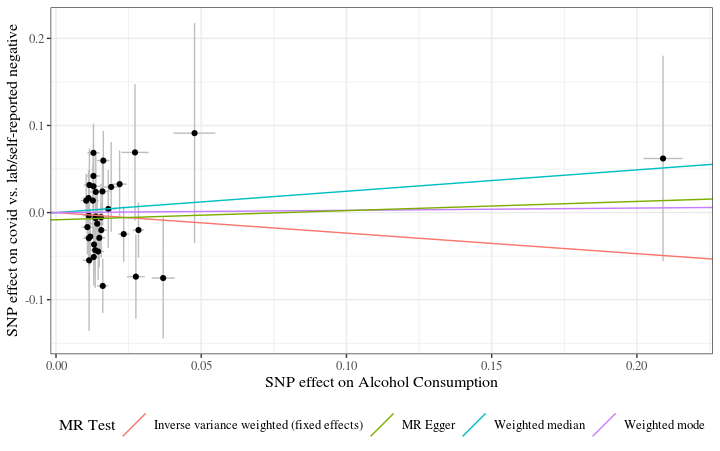 SNP effect on covid vs. lab/self-reported negative
0.2
0.1
0.0
-0.1
0.00 0.05 0.10 0.15 0.20
SNP effect on Alcohol Consumption
MR Test Inverse variance weighted (fixed effects) MR Egger Weighted median Weighted mode